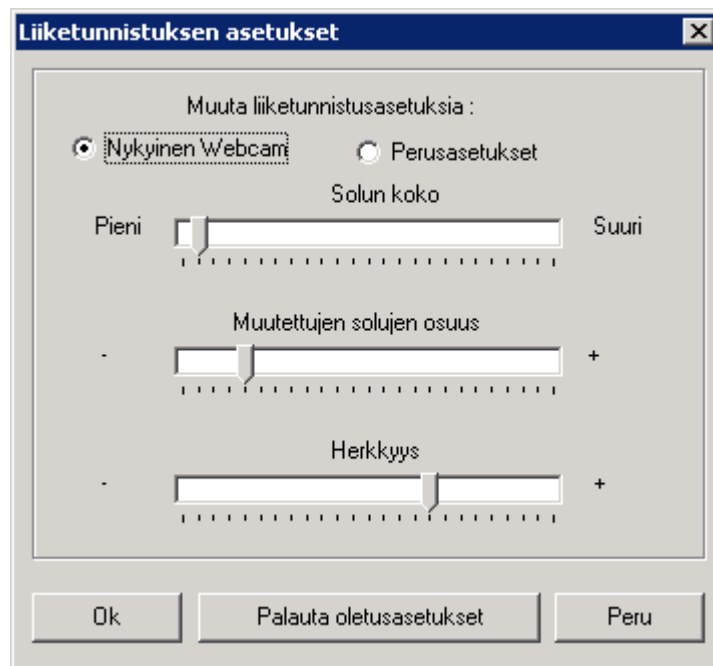 Liiketunnistuksen asetukset
Muuta liiketunnistusasetuksia :
Nykyinen Webcam Perusasetukset
Solun koko
Pieni Suuri
Muutettujen solujen osuus
- +
Herkkyys
- +
Ok Palauta oletusasetukset Peru